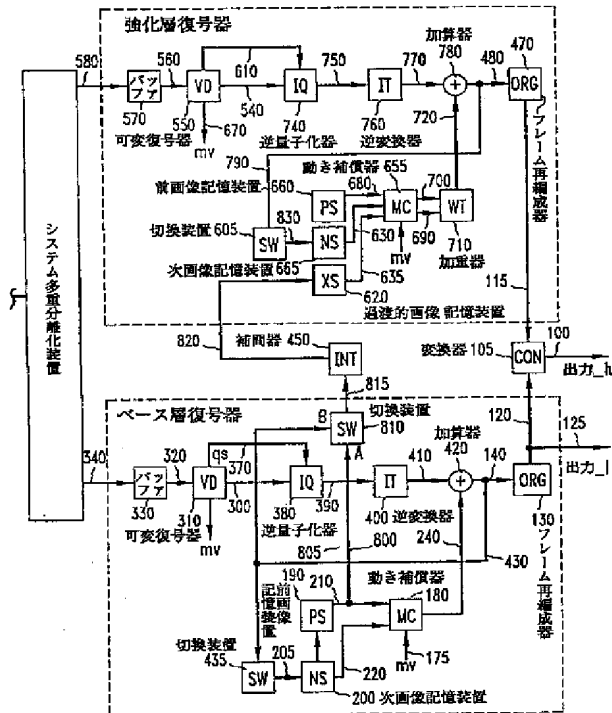 強化層復号器
580
バッファ
570
560
VD
550
610
540
670
mv
可変復号器
IQ
740
逆量子化器
750
IT
760
逆変換器
770
加算器
780
720
480
470
ORG
フレーム再編成器
790
動き補償器 655
前画像記憶装置 660
PS
680
MC
700
690
WT
710
加重器
mv
切換装置 605
SW
830
NS
630
635
次画像記憶装置 665
XS
620
過渡的画像 記憶装置
115
システム多重分離化装置
820
補間器 450
INT
815
変換器 105
CON
100
出力_h
120
125
出力_l
ベース層復号器
B
SW
A
切換装置
810
340
バッファ
330
320
VD
310
qs
370
300
mv
可変復号器
IQ
380
逆量子化器
390
IT
400
逆変換器
410
加算器
420
140
ORG
130
フレーム再編成器
240
430
805
800
190
前画像記憶装置
PS
210
動き補償器
180
MC
mv
175
切換装置
435
SW
205
NS
220
200 次画像記憶装置